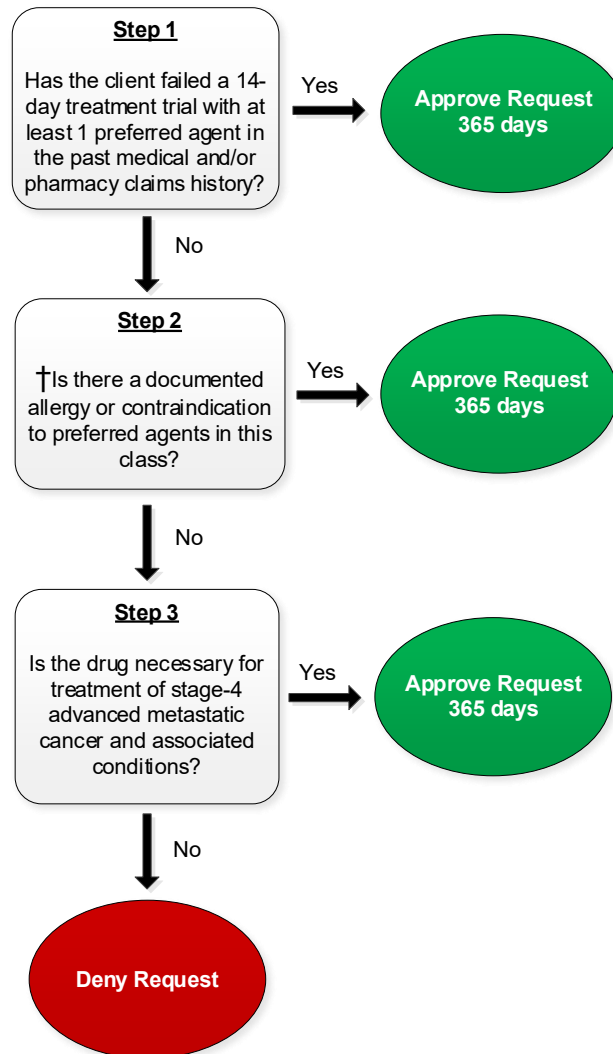 Step 1
Has the client failed a 14-
day treatment trial with at
least 1 preferred agent in
the past medical and/or
pharmacy claims history?
Yes
Approve Request
365 days
No
Step 2
†Is there a documented
allergy or contraindication
to preferred agents in this
class?
Yes
Approve Request
365 days
No
Step 3
Is the drug necessary for
treatment of stage-4
advanced metastatic
cancer and associated
conditions?
Yes
Approve Request
365 days
No
Deny Request